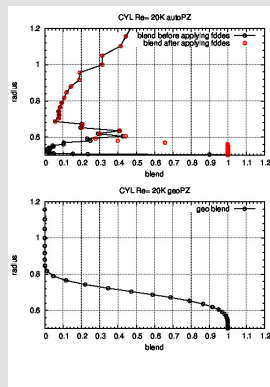 CYL Re= 20K autoPZ
blend before applying fddes
blend after applying fddes
1.2
1
0.8
0.6
radius
0 0.1 0.2 0.3 0.4 0.5 0.6 0.7 0.8 0.9 1 1.1 1.2
blend
CYL Re= 20K geoPZ
geo blend
1.2
1
0.8
0.6
radius
0 0.1 0.2 0.3 0.4 0.5 0.6 0.7 0.8 0.9 1 1.1 1.2
blend